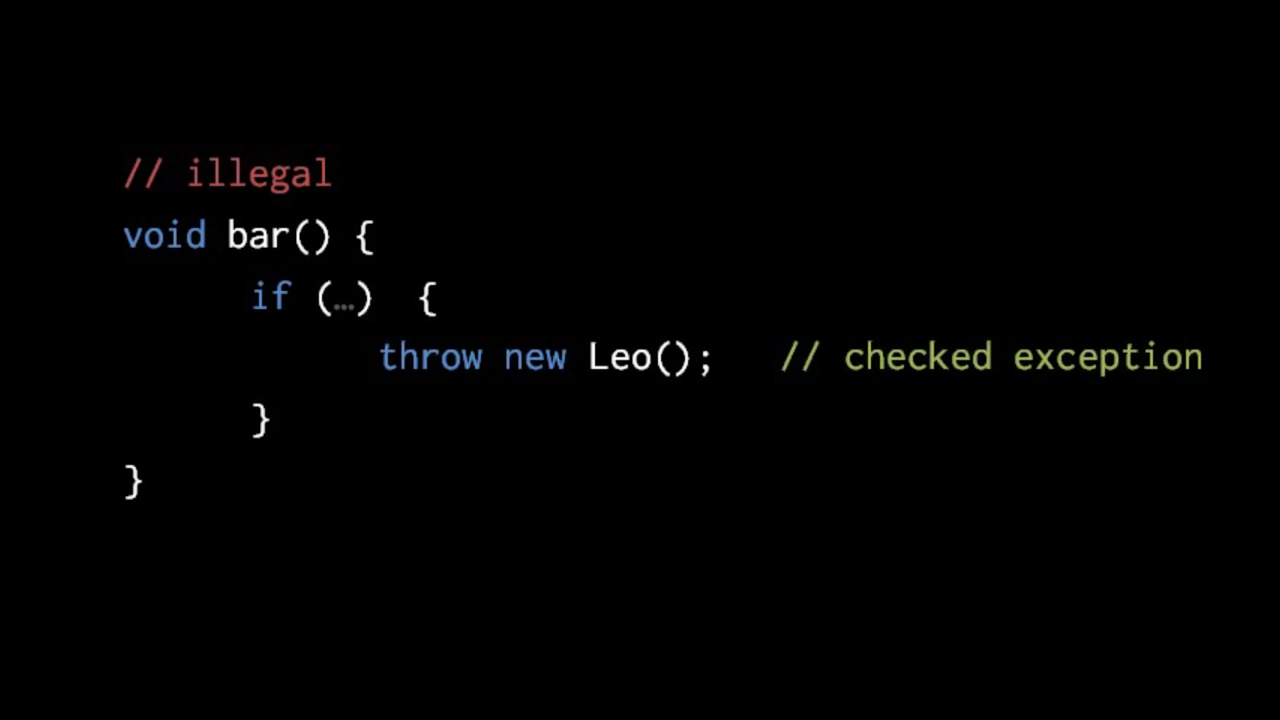 // illegal
void bar() {
if (…) {
throw new Leo(); // checked exception
}
}